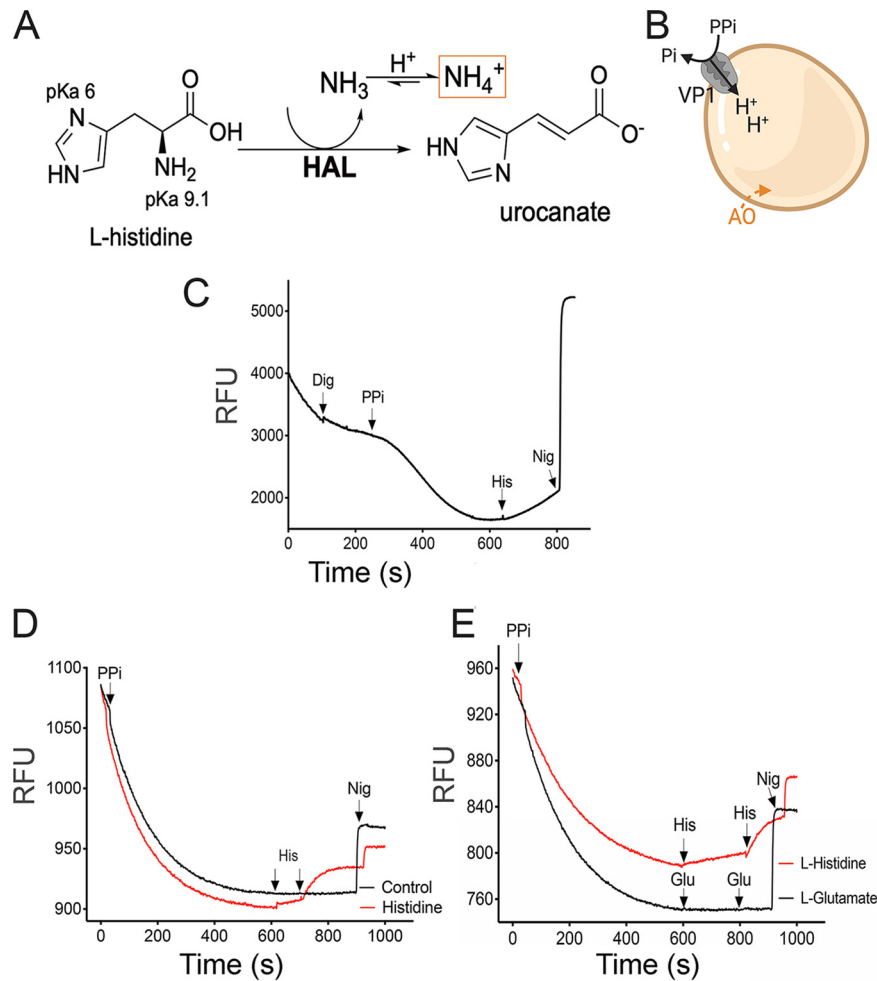 A
pKa 6
N
HN
O
OH
NH₂
pKa 9.1
L-histidine
NH₃
H⁺
NH₄⁺
HAL
HN
N
O
O⁻
urocanate
B
PPi
Pi
VP1
H⁺
H⁺
AO
C
RFU
5000
4000
3000
2000
Dig
PPi
His
Nig
0 200 400 600 800
Time (s)
D
RFU
1100
1050
1000
950
900
PPi
His
Nig
Control
Histidine
0 200 400 600 800 1000
Time (s)
E
RFU
960
920
880
840
800
760
PPi
His
His
Glu
Glu
Nig
L-Histidine
L-Glutamate
0 200 400 600 800 1000
Time (s)